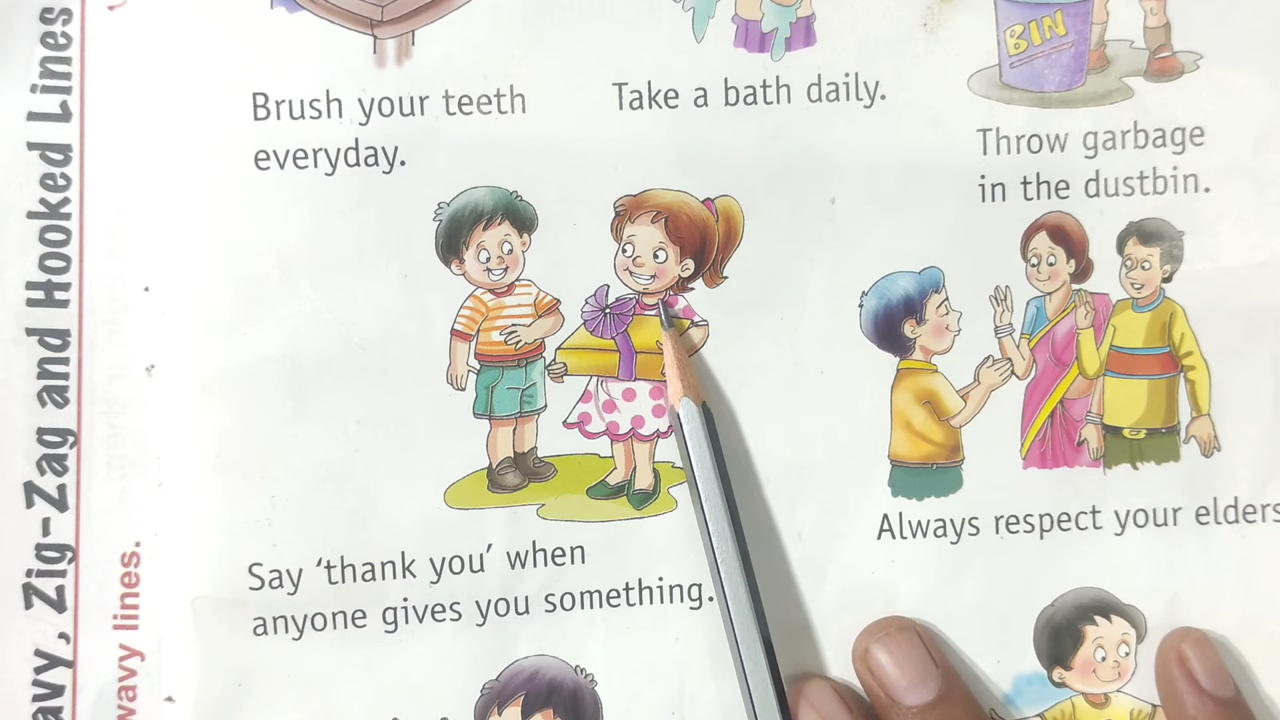 avy, Zig-Zag and Hooked Lines
wavy lines.
BIN
Brush your teeth
everyday.
Take a bath daily.
Throw garbage
in the dustbin.
Say ‘thank you’ when
anyone gives you something.
Always respect your elders